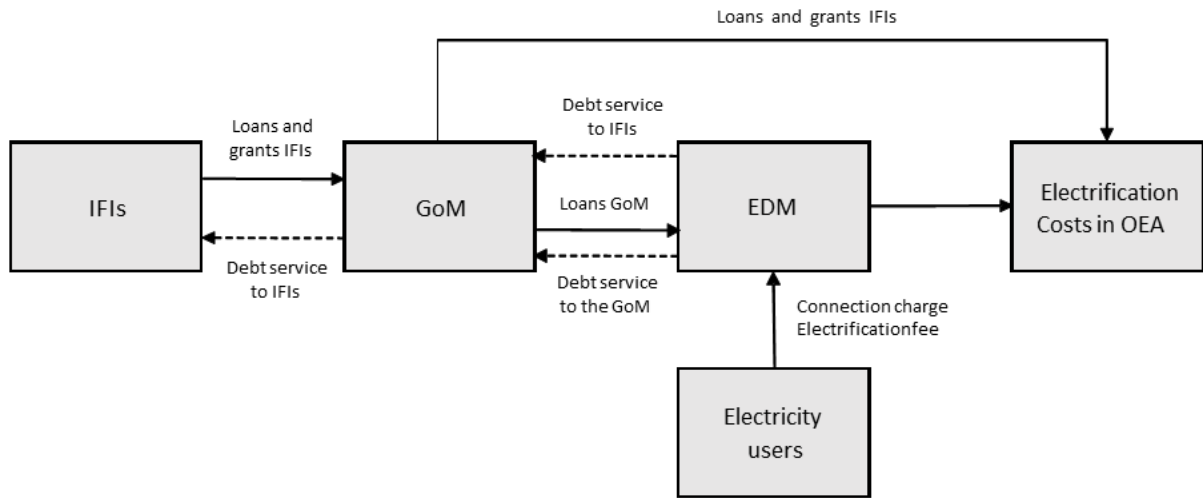 Loans and grants IFIs
Debt service
to IFIs
Loans and
grants IFIs
IFIs
GoM
Loans GoM
EDM
Electrification
Costs in OEA
Debt service
to IFIs
Debt service
to the GoM
Connection charge
Electrificationfee
Electricity
users